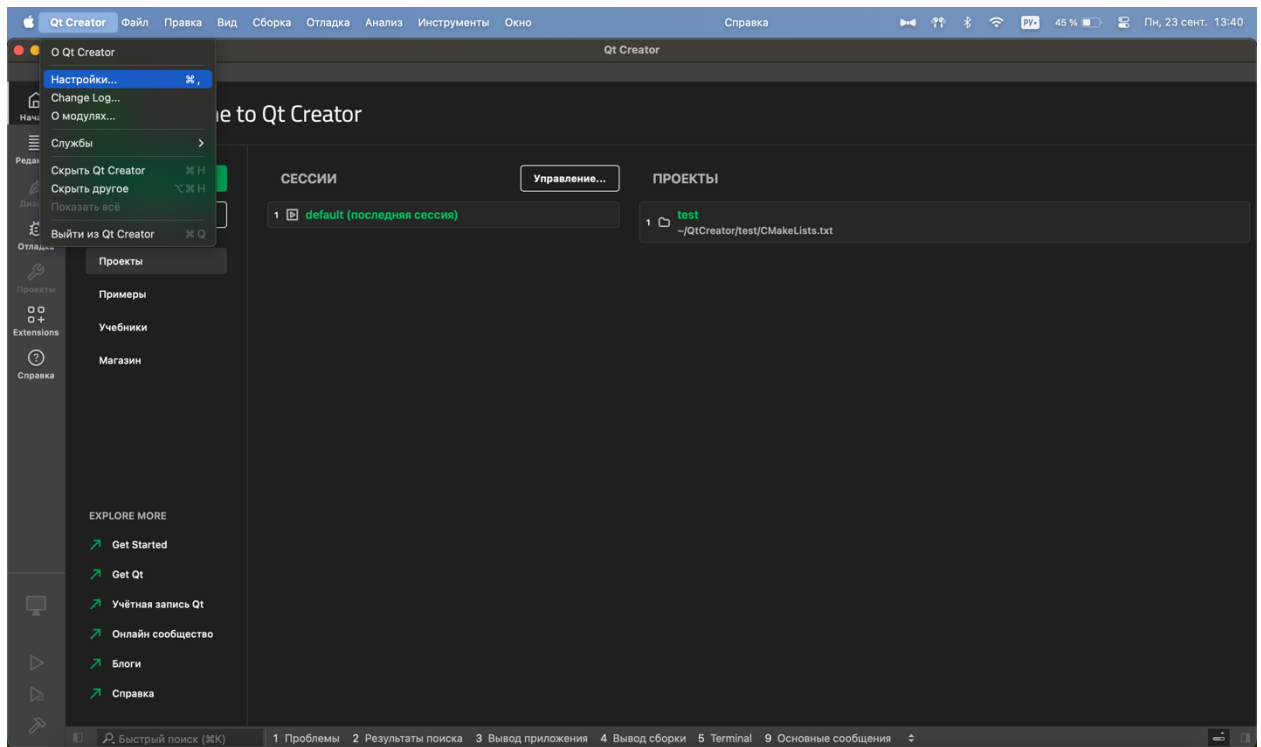 Qt Creator Файл Правка Вид Сборка Отладка Анализ Инструменты Окно Справка РУ 45 % Пн, 23 сент. 13:40
Qt Creator
О Qt Creator
Настройки... ⌘ ,
Change Log...
О модулях...
Службы
Скрыть Qt Creator ⌘ H
Скрыть другое ⌥ ⌘ H
Показать всё
Выйти из Qt Creator ⌘ Q
to Qt Creator
Отладка
Проекты
Extensions
Справка
Проекты
Примеры
Учебники
Магазин
EXPLORE MORE
Get Started
Get Qt
Учётная запись Qt
Онлайн сообщество
Блоги
Справка
СЕССИИ
Управление...
1 default (последняя сессия)
ПРОЕКТЫ
1 test
~/QtCreator/test/CMakeLists.txt
Быстрый поиск (⌘K) 1 Проблемы 2 Результаты поиска 3 Вывод приложения 4 Вывод сборки 5 Terminal 9 Основные сообщения